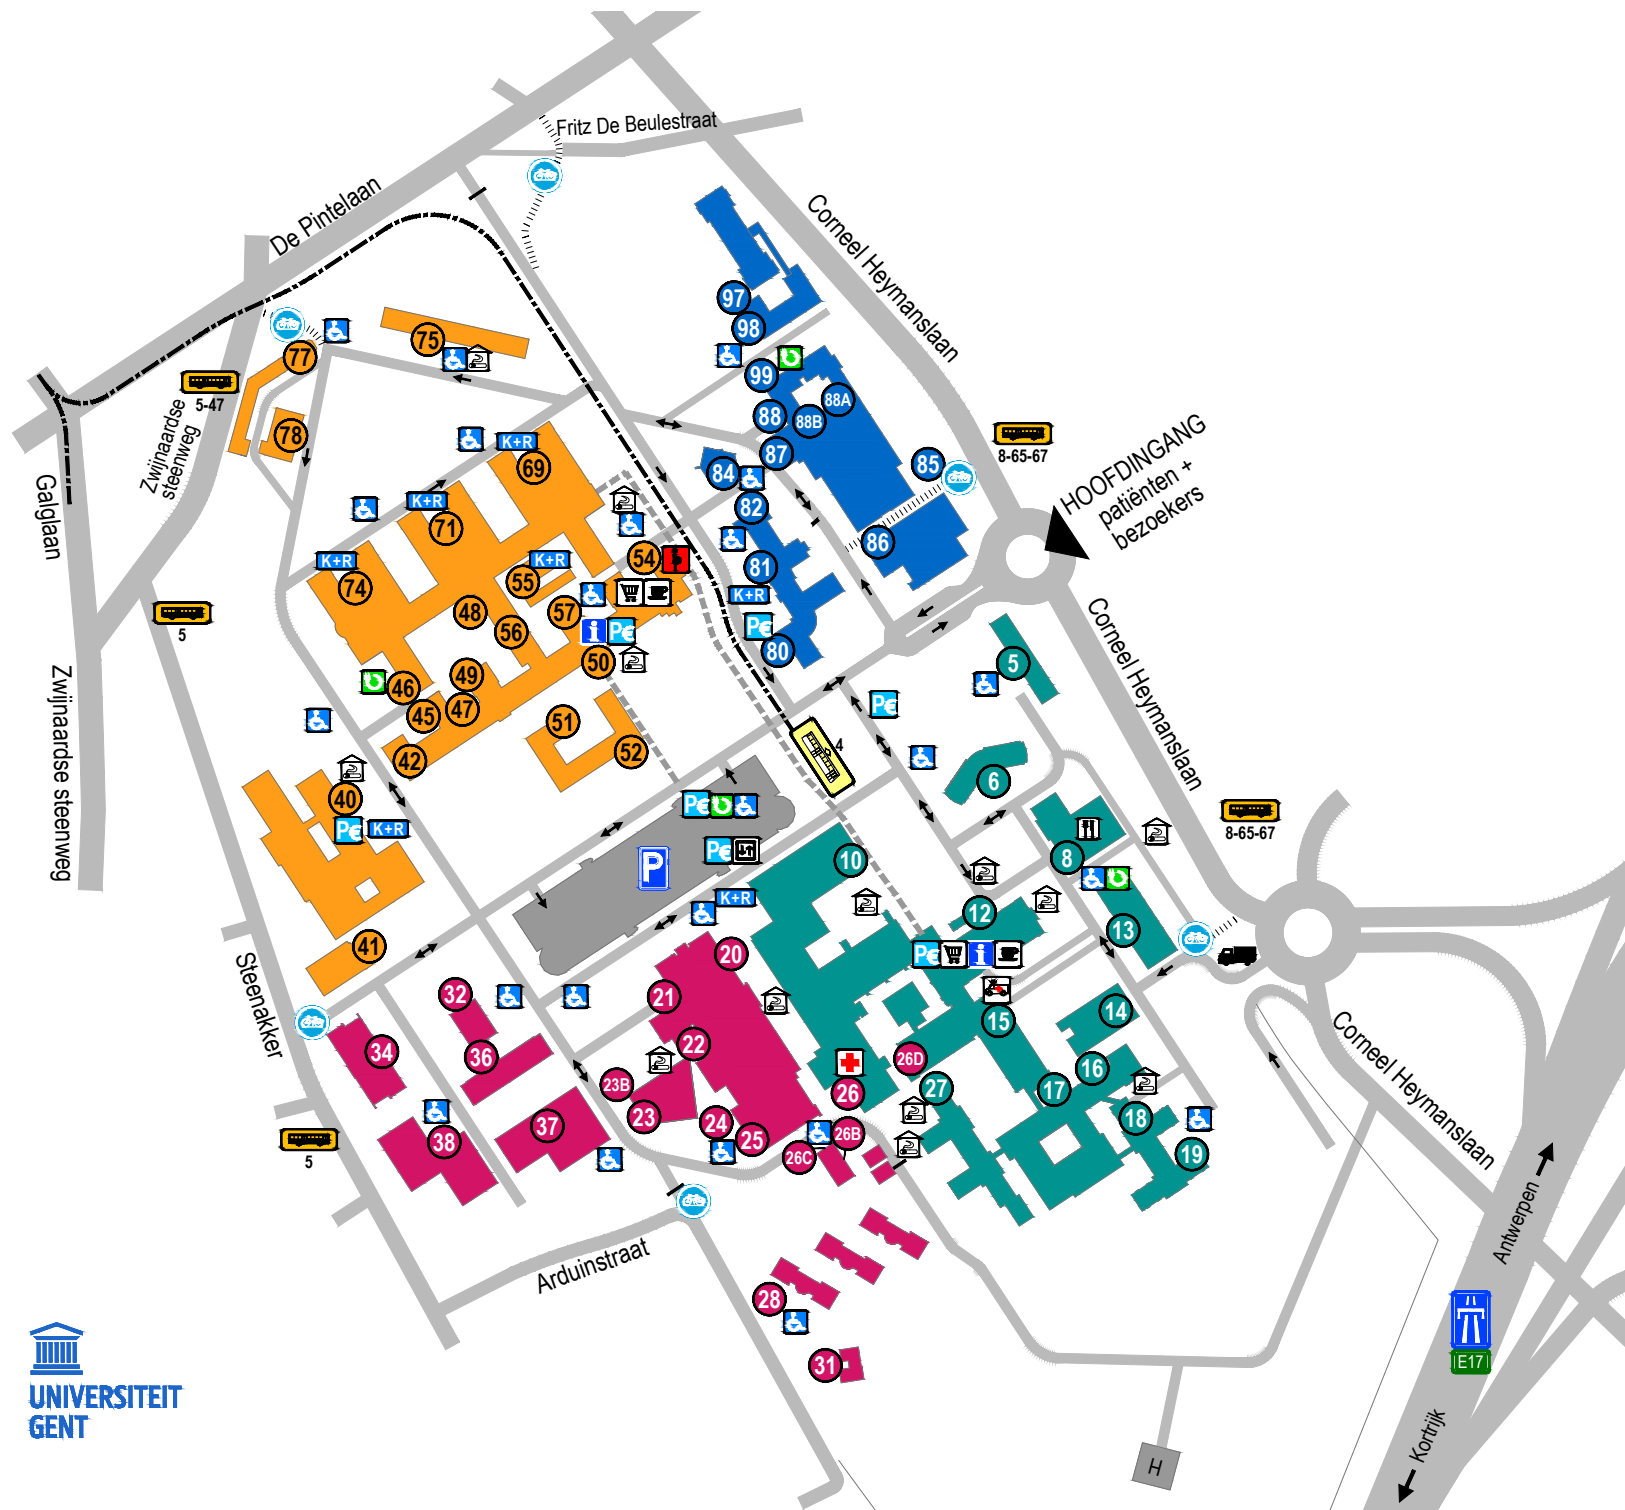 Fritz De Beulestraat
De Pintelaan
Corneel Heymanslaan
97
98
99
88A
88
88B
87
84
85
82
86
81
K+R
P€
80
77
75
78
5-47
Zwijnaardse
steenweg
Galglaan
8-65-67
HOOFDINGANG
patiënten +
bezoekers
K+R
69
K+R
71
K+R
74
K+R
54
55
57
48
56
i
P€
50
49
46
45
47
51
52
42
5
Zwijnaardse steenweg
40
P€
K+R
41
Steenakker
4
P€
P€
P€
P
K+R
5
6
Corneel Heymanslaan
8-65-67
8
10
12
13
P€
i
15
14
16
17
18
19
27
26D
26
26B
26C
20
21
22
23B
23
24
25
32
34
36
37
38
5
Arduinstraat
28
31
Corneel Heymanslaan
Antwerpen
E17
Kortrijk
H
UNIVERSITEIT
GENT